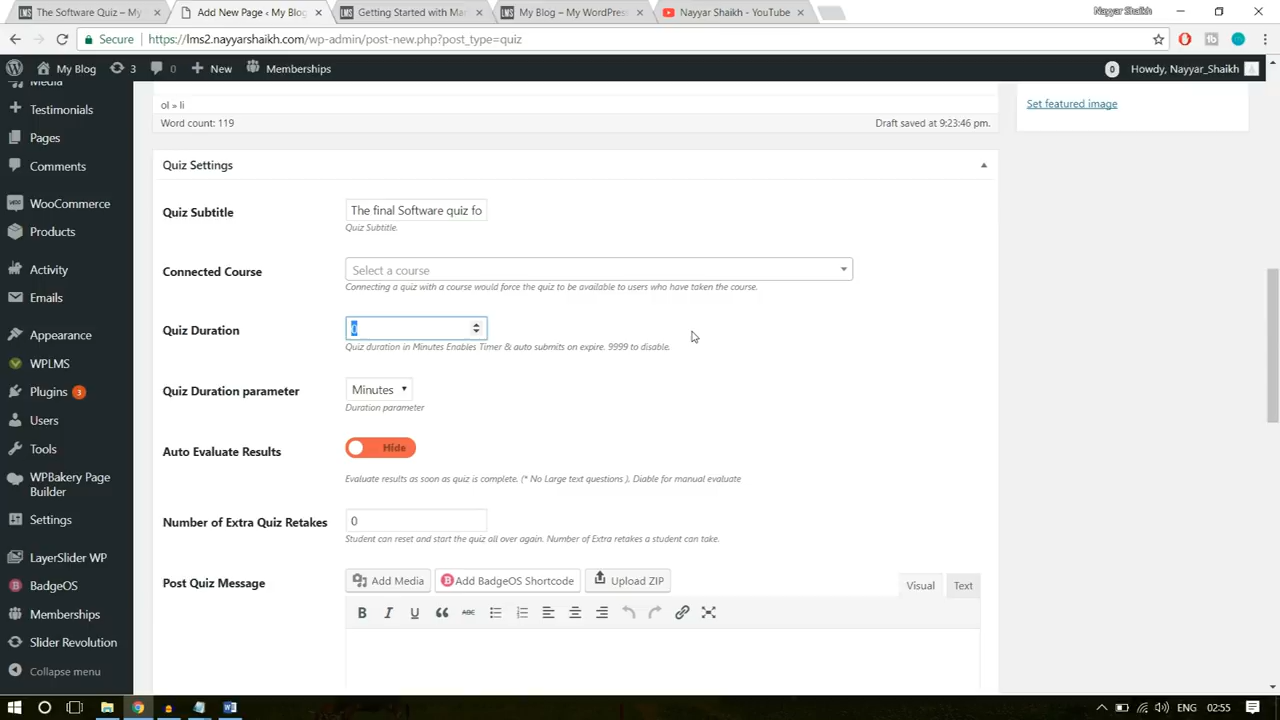 The Software Quiz – My
Add New Page ‹ My Blog
Getting Started with Mar
My Blog – My WordPress
Nayyar Shaikh - YouTube
Nayyar Shaikh
Secure
https://lms2.nayyarshaikh.com/wp-admin/post-new.php?post_type=quiz
My Blog
3
0
New
Memberships
0
Howdy, Nayyar_Shaikh
Media
Testimonials
Pages
Comments
WooCommerce
Products
Activity
Emails
Appearance
WPLMS
Plugins 3
Users
Tools
WPBakery Page
Builder
Settings
LayerSlider WP
BadgeOS
Memberships
Slider Revolution
Collapse menu
ol » li
Word count: 119
Draft saved at 9:23:46 pm.
Set featured image
Quiz Settings
Quiz Subtitle
The final Software quiz fo
Quiz Subtitle.
Connected Course
Select a course
Connecting a quiz with a course would force the quiz to be available to users who have taken the course.
Quiz Duration
0
Quiz duration in Minutes Enables Timer & auto submits on expire. 9999 to disable.
Quiz Duration parameter
Minutes
Duration parameter
Auto Evaluate Results
Hide
Evaluate results as soon as quiz is complete. (* No Large text questions ), Diable for manual evaluate
Number of Extra Quiz Retakes
0
Student can reset and start the quiz all over again. Number of Extra retakes a student can take.
Post Quiz Message
Add Media
Add BadgeOS Shortcode
Upload ZIP
Visual
Text
B I U ABC
ENG
02:55